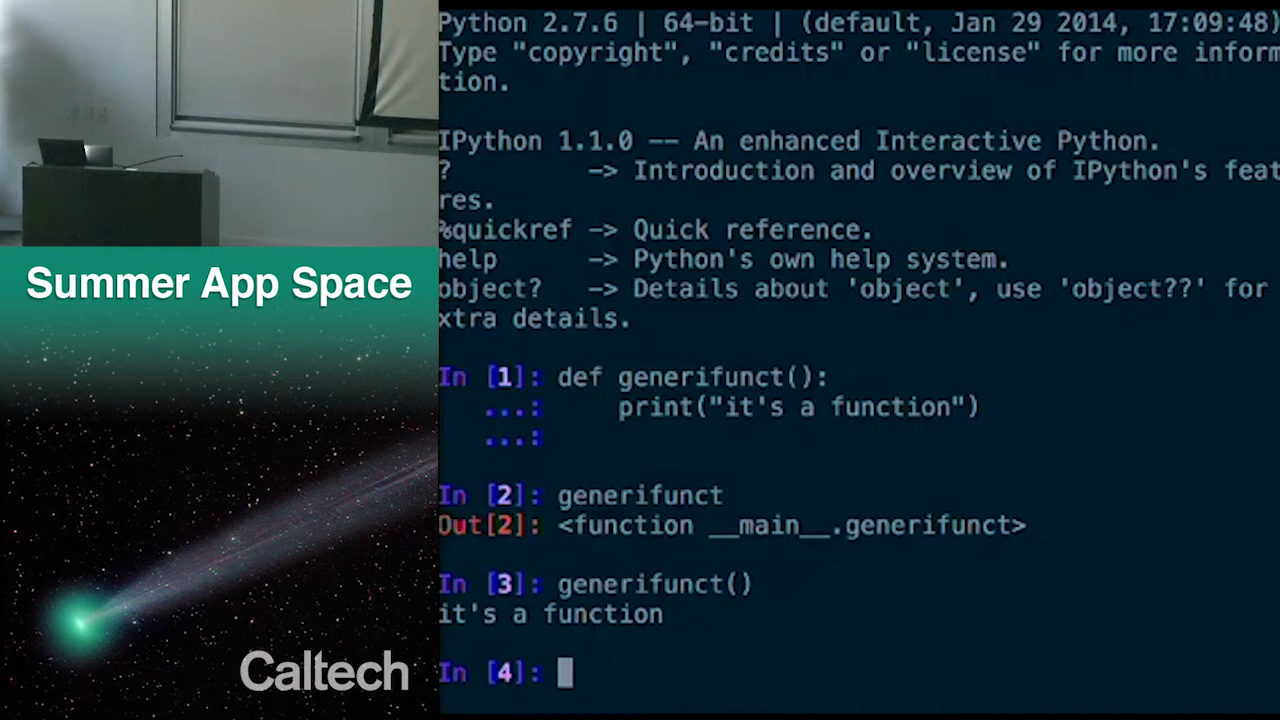 Summer App Space
Caltech
Python 2.7.6 | 64-bit | (default, Jan 29 2014, 17:09:48)
Type "copyright", "credits" or "license" for more inform
tion.
IPython 1.1.0 -- An enhanced Interactive Python.
?         -> Introduction and overview of IPython's feat
res.
%quickref -> Quick reference.
help      -> Python's own help system.
object?   -> Details about 'object', use 'object??' for
xtra details.
In [1]: def generifunct():
   ...:     print("it's a function")
   ...:
In [2]: generifunct
Out[2]: <function __main__.generifunct>
In [3]: generifunct()
it's a function
In [4]: